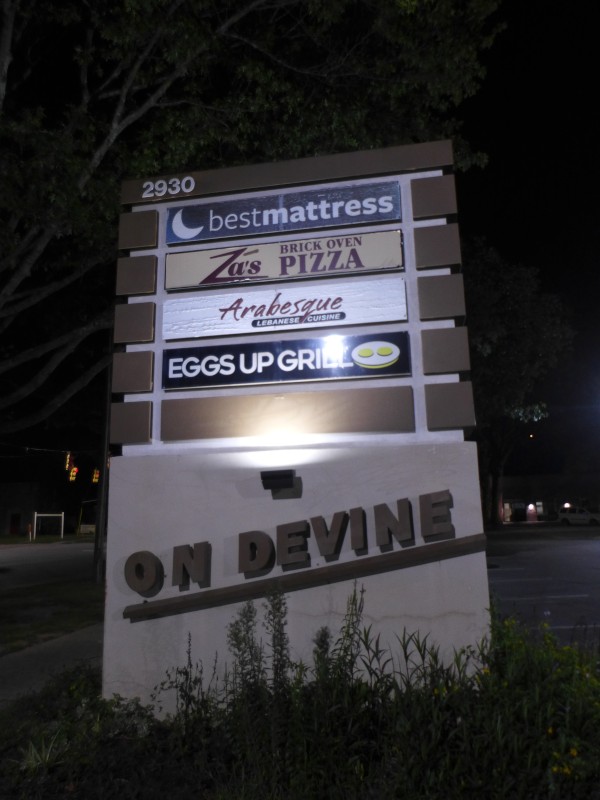 2930
bestmattress
Za's BRICK OVEN
PIZZA
Arabesque
LEBANESE CUISINE
EGGS UP GRILL
ON DEVINE